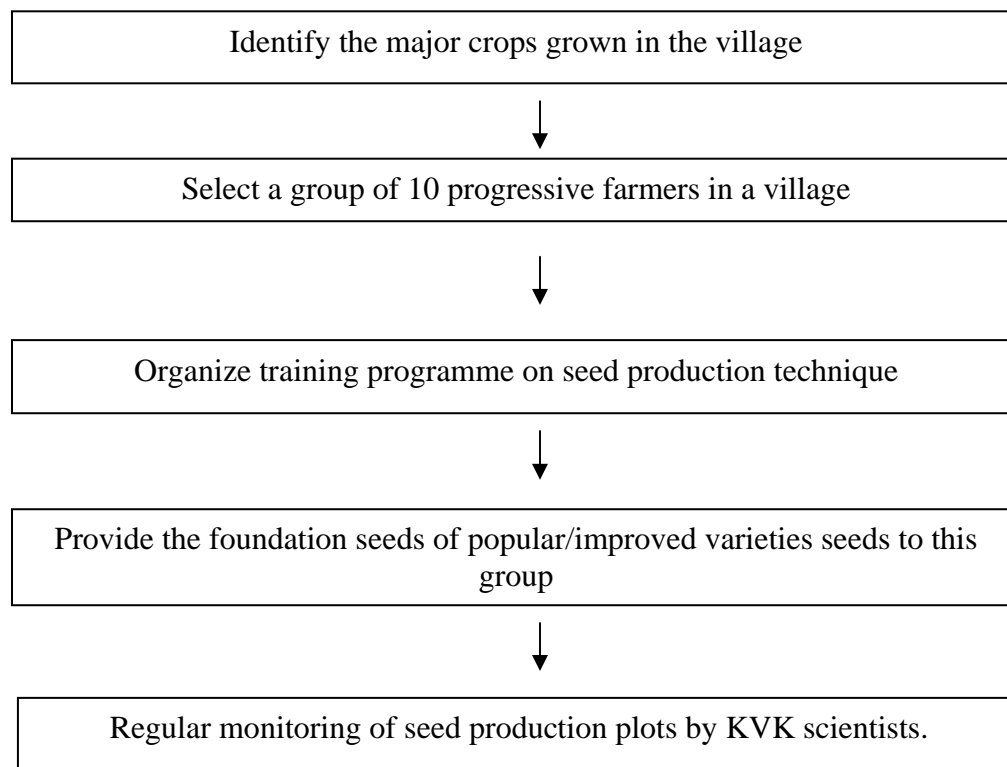 Identify the major crops grown in the village
Select a group of 10 progressive farmers in a village
Organize training programme on seed production technique
Provide the foundation seeds of popular/improved varieties seeds to this
group
Regular monitoring of seed production plots by KVK scientists.